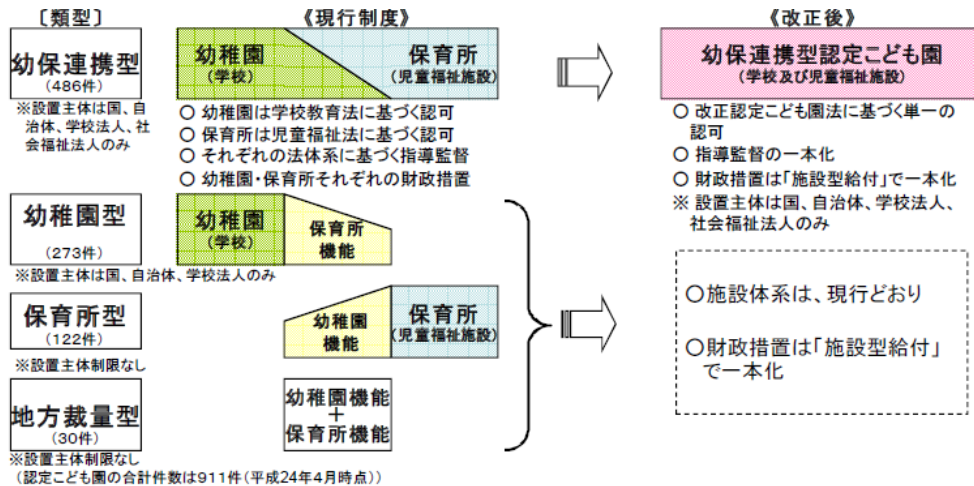 〔類型〕
《現行制度》
《改正後》
幼保連携型
(486件)
※設置主体は国、自
治体、学校法人、社
会福祉法人のみ
幼稚園
(学校)
保育所
(児童福祉施設)
○ 幼稚園は学校教育法に基づく認可
○ 保育所は児童福祉法に基づく認可
○ それぞれの法体系に基づく指導監督
○ 幼稚園・保育所それぞれの財政措置
幼保連携型認定こども園
(学校及び児童福祉施設)
○ 改正認定こども園法に基づく単一の
認可
○ 指導監督の一本化
○ 財政措置は「施設型給付」で一本化
※ 設置主体は国、自治体、学校法人、
社会福祉法人のみ
幼稚園型
(273件)
※設置主体は国、自治体、学校法人のみ
幼稚園
(学校)
保育所
機能
保育所型
(122件)
※設置主体制限なし
幼稚園
機能
保育所
(児童福祉施設)
地方裁量型
(30件)
※設置主体制限なし
幼稚園機能
+
保育所機能
○施設体系は、現行どおり
○財政措置は「施設型給付」
で一本化
(認定こども園の合計件数は911件(平成24年4月時点))